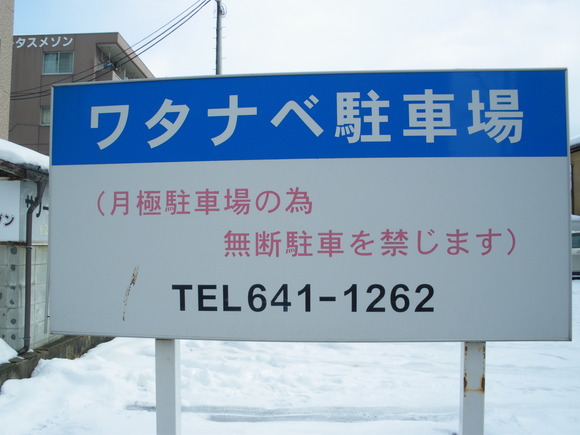 タスメゾン
ワタナベ駐車場
(月極駐車場の為
無断駐車を禁じます)
TEL641-1262